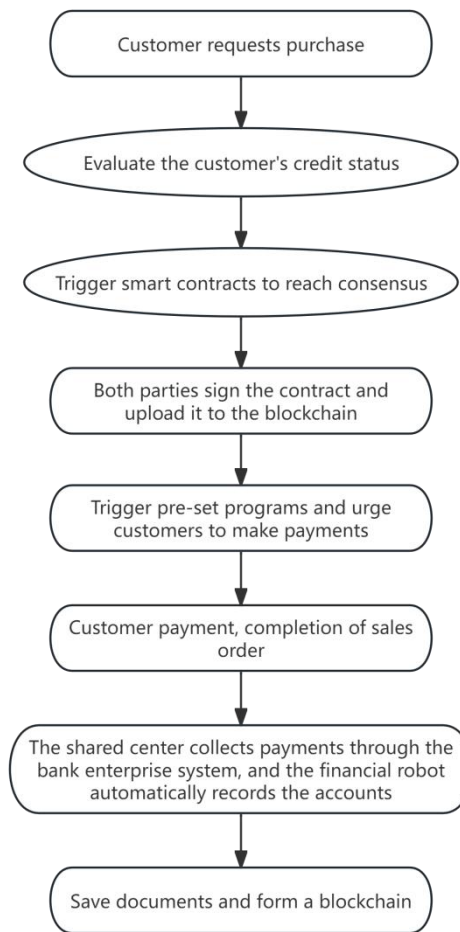 Customer requests purchase
Evaluate the customer's credit status
Trigger smart contracts to reach consensus
Both parties sign the contract and
upload it to the blockchain
Trigger pre-set programs and urge
customers to make payments
Customer payment, completion of sales
order
The shared center collects payments through the
bank enterprise system, and the financial robot
automatically records the accounts
Save documents and form a blockchain